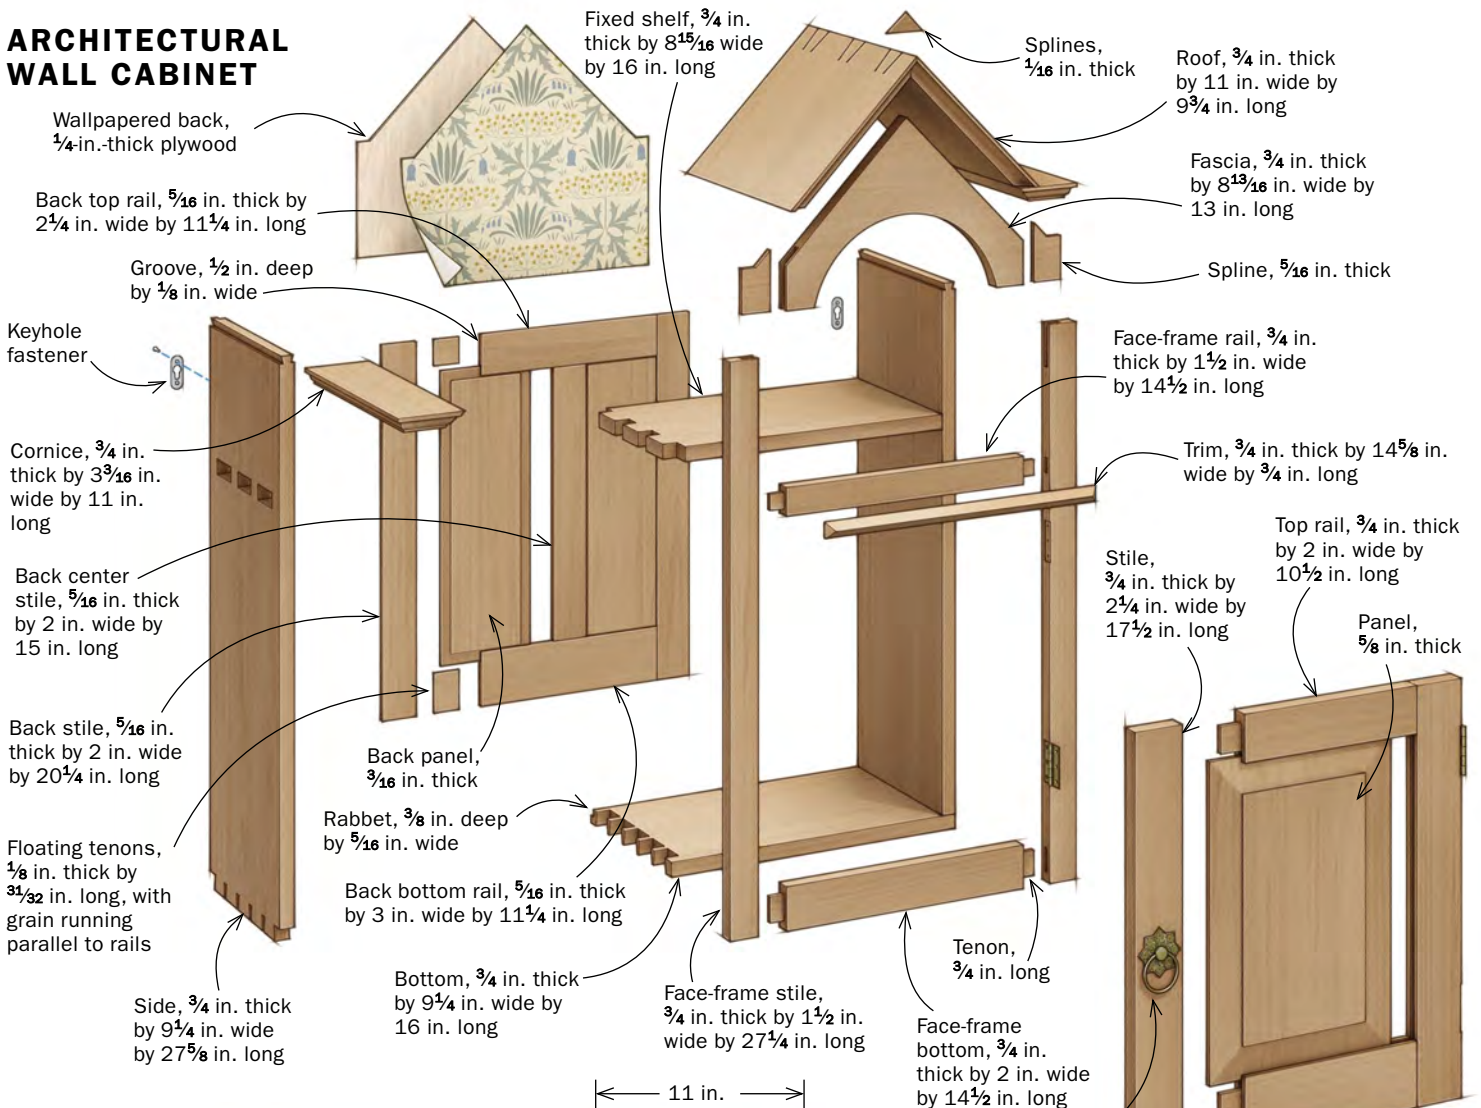 ARCHITECTURAL
WALL CABINET
Wallpapered back,
¼-in.-thick plywood
Back top rail, 5⁄16 in. thick by
2¼ in. wide by 11¼ in. long
Groove, ½ in. deep
by ⅛ in. wide
Keyhole
fastener
Cornice, ¾ in.
thick by 33⁄16 in.
wide by 11 in.
long
Back center
stile, 5⁄16 in. thick
by 2 in. wide by
15 in. long
Back stile, 5⁄16 in.
thick by 2 in. wide
by 20¼ in. long
Floating tenons,
⅛ in. thick by
31⁄32 in. long, with
grain running
parallel to rails
Side, ¾ in. thick
by 9¼ in. wide
by 27⅝ in. long
Back panel,
3⁄16 in. thick
Rabbet, ⅜ in. deep
by 5⁄16 in. wide
Back bottom rail, 5⁄16 in. thick
by 3 in. wide by 11¼ in. long
Bottom, ¾ in. thick
by 9¼ in. wide by
16 in. long
Fixed shelf, ¾ in.
thick by 815⁄16 wide
by 16 in. long
Splines,
1⁄16 in. thick
Roof, ¾ in. thick
by 11 in. wide by
9¾ in. long
Fascia, ¾ in. thick
by 813⁄16 in. wide by
13 in. long
Spline, 5⁄16 in. thick
Face-frame rail, ¾ in.
thick by 1½ in. wide
by 14½ in. long
Trim, ¾ in. thick by 14⅝ in.
wide by ¾ in. long
Top rail, ¾ in. thick
by 2 in. wide by
10½ in. long
Stile,
¾ in. thick by
2¼ in. wide by
17½ in. long
Panel,
⅝ in. thick
Tenon,
¾ in. long
Face-frame stile,
¾ in. thick by 1½ in.
wide by 27¼ in. long
Face-frame
bottom, ¾ in.
thick by 2 in. wide
by 14½ in. long
11 in.